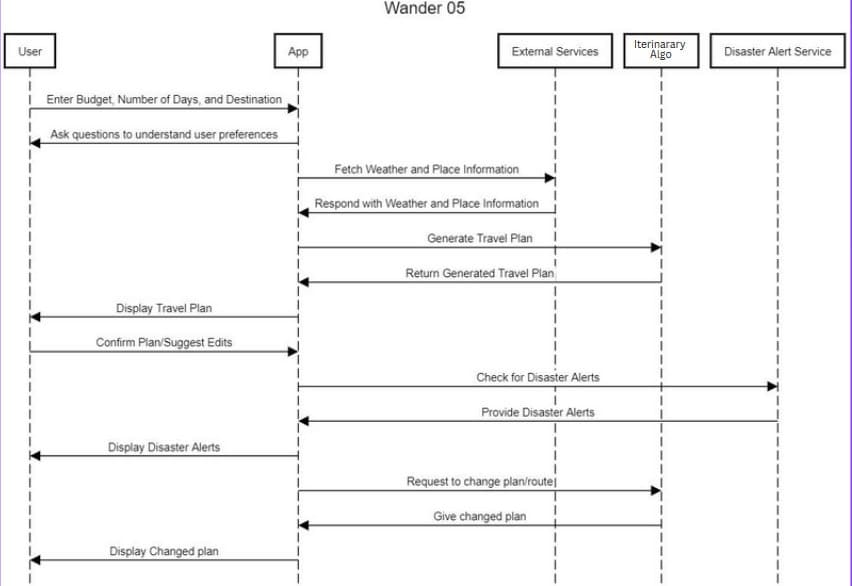 Wander 05
User
App
External Services
Iterinarary
Algo
Disaster Alert Service
Enter Budget, Number of Days, and Destination
Ask questions to understand user preferences
Fetch Weather and Place Information
Respond with Weather and Place Information
Generate Travel Plan
Return Generated Travel Plan
Display Travel Plan
Confirm Plan/Suggest Edits
Check for Disaster Alerts
Provide Disaster Alerts
Display Disaster Alerts
Request to change plan/route
Give changed plan
Display Changed plan